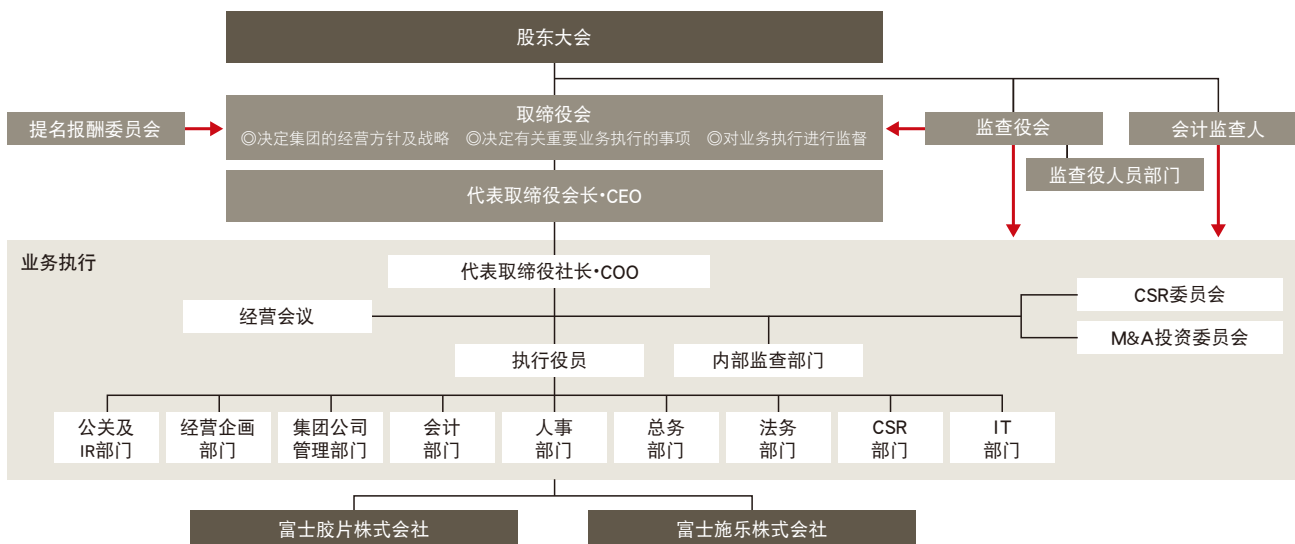 股东大会
提名报酬委员会
取缔役会
◎决定集团的经营方针及战略 ◎决定有关重要业务执行的事项 ◎对业务执行进行监督
监查役会
会计监查人
监查役人员部门
代表取缔役会长·CEO
业务执行
代表取缔役社长·COO
经营会议
CSR委员会
M&A投资委员会
执行役员
内部监查部门
公关及
IR部门
经营企画
部门
集团公司
管理部门
会计
部门
人事
部门
总务
部门
法务
部门
CSR
部门
IT
部门
富士胶片株式会社
富士施乐株式会社